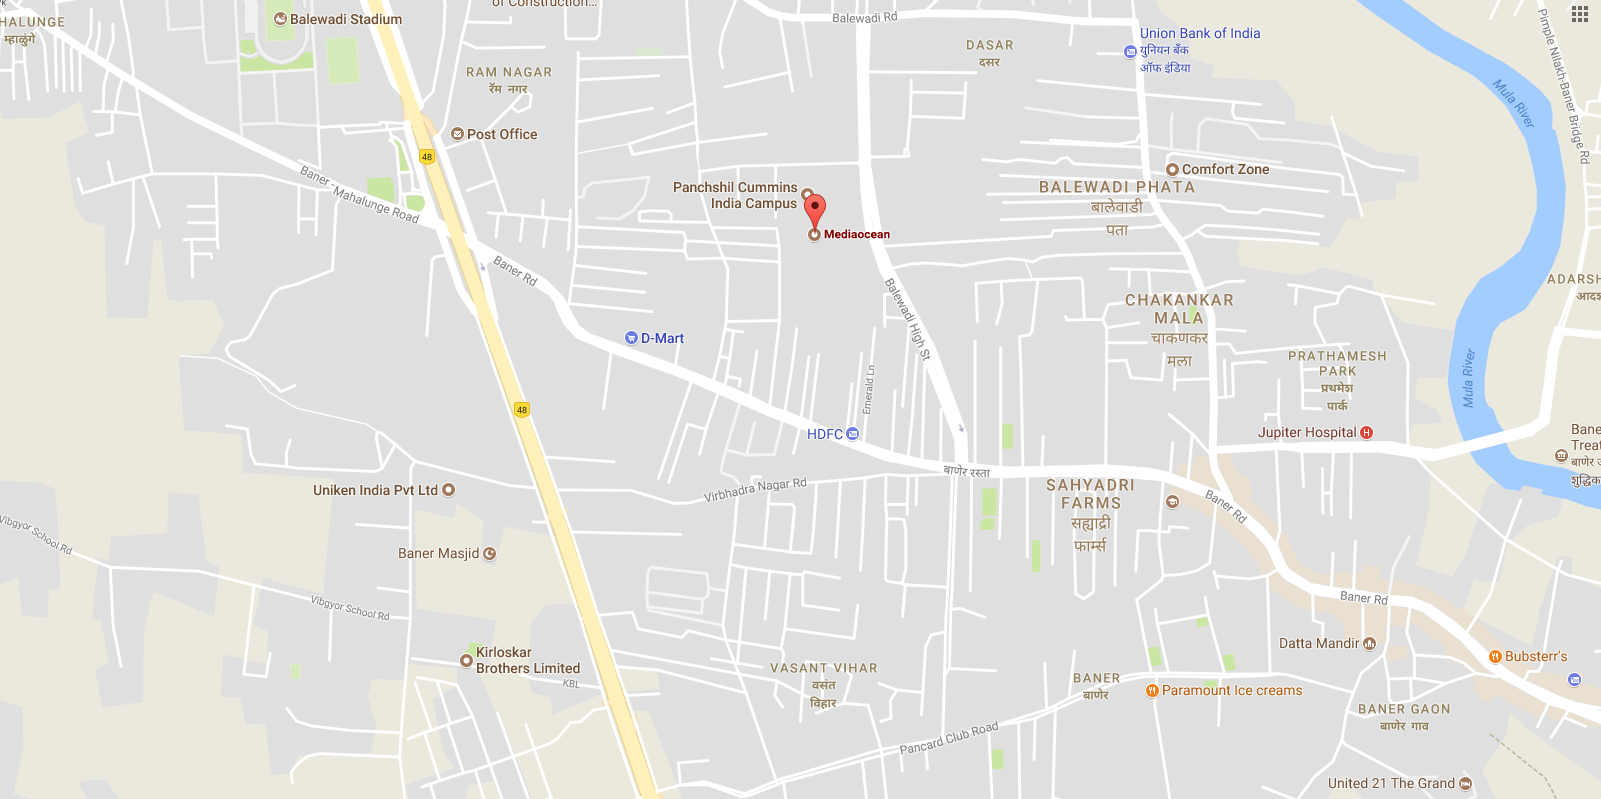 of Construction...
HALUNGE
म्हाळुंगे
Balewadi Stadium
Balewadi Rd
DASAR
दसर
Union Bank of India
युनियन बँक
ऑफ इंडिया
Pimple Nilakh-Baner Bridge Rd
Mula River
RAM NAGAR
रॅम नगर
Post Office
48
Baner - Mahalunge Road
Panchshil Cummins
India Campus
Mediaocean
Comfort Zone
BALEWADI PHATA
बालेवाडी
पता
Baner Rd
Balewadi High St
CHAKANKAR
MALA
चाकणकर
मला
ADARSH
D-Mart
PRATHAMESH
PARK
प्रथमेश
पार्क
Mula River
Emerald Ln
48
HDFC
Jupiter Hospital
H
Bane
Treat
बाणेर
शुद्धिक
बाणेर रस्ता
Virbhadra Nagar Rd
Uniken India Pvt Ltd
SAHYADRI
FARMS
सह्याद्री
फार्म्स
Baner Rd
Vibgyor School Rd
Baner Masjid
Vibgyor School Rd
Baner Rd
Datta Mandir
Bubsterr's
Kirloskar
Brothers Limited
KBL
VASANT VIHAR
वसंत
विहार
BANER
बाणेर
Paramount Ice creams
BANER GAON
बाणेर गाव
Pancard Club Road
United 21 The Grand